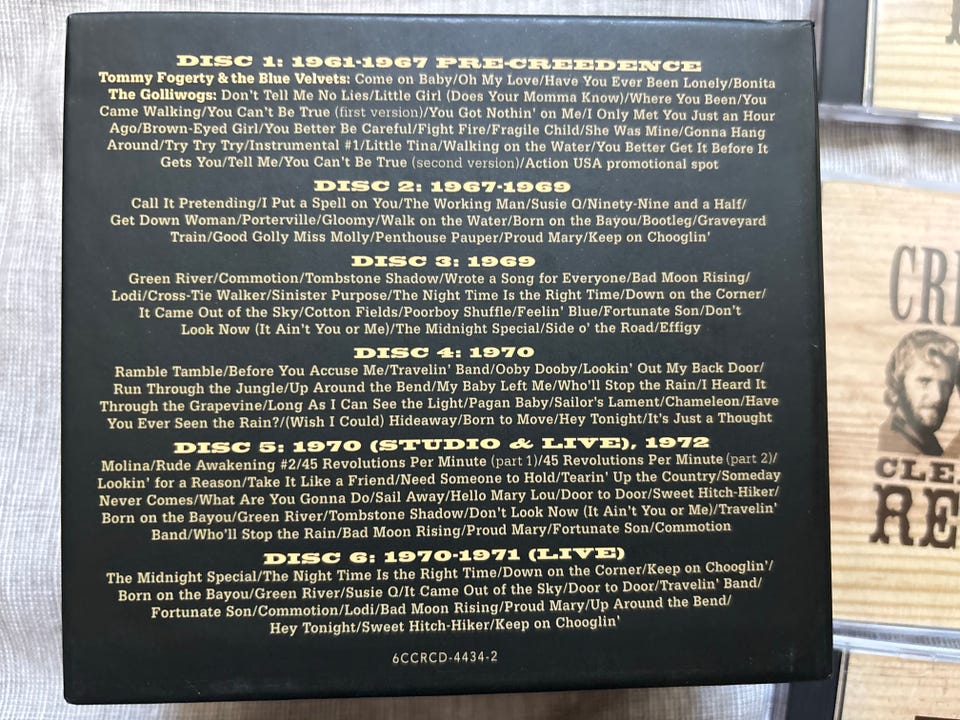 DISC 1: 1961-1967 PRE-CREEDENCE
Tommy Fogerty & the Blue Velvets: Come on Baby/Oh My Love/Have You Ever Been Lonely/Bonita
The Golliwogs: Don't Tell Me No Lies/Little Girl (Does Your Momma Know)/Where You Been/You
Came Walking/You Can't Be True (first version)/You Got Nothin' on Me/I Only Met You Just an Hour
Ago/Brown-Eyed Girl/You Better Be Careful/Fight Fire/Fragile Child/She Was Mine/Gonna Hang
Around/Try Try Try/Instrumental #1/Little Tina/Walking on the Water/You Better Get It Before It
Gets You/Tell Me/You Can't Be True (second version)/Action USA promotional spot
DISC 2: 1967-1969
Call It Pretending/I Put a Spell on You/The Working Man/Susie Q/Ninety-Nine and a Half/
Get Down Woman/Porterville/Gloomy/Walk on the Water/Born on the Bayou/Bootleg/Graveyard
Train/Good Golly Miss Molly/Penthouse Pauper/Proud Mary/Keep on Chooglin'
DISC 3: 1969
Green River/Commotion/Tombstone Shadow/Wrote a Song for Everyone/Bad Moon Rising/
Lodi/Cross-Tie Walker/Sinister Purpose/The Night Time Is the Right Time/Down on the Corner/
It Came Out of the Sky/Cotton Fields/Poorboy Shuffle/Feelin' Blue/Fortunate Son/Don't
Look Now (It Ain't You or Me)/The Midnight Special/Side o' the Road/Effigy
DISC 4: 1970
Ramble Tamble/Before You Accuse Me/Travelin' Band/Ooby Dooby/Lookin' Out My Back Door/
Run Through the Jungle/Up Around the Bend/My Baby Left Me/Who'll Stop the Rain/I Heard It
Through the Grapevine/Long As I Can See the Light/Pagan Baby/Sailor's Lament/Chameleon/Have
You Ever Seen the Rain?/(Wish I Could) Hideaway/Born to Move/Hey Tonight/It's Just a Thought
DISC 5: 1970 (STUDIO & LIVE), 1972
Molina/Rude Awakening #2/45 Revolutions Per Minute (part 1)/45 Revolutions Per Minute (part 2)/
Lookin' for a Reason/Take It Like a Friend/Need Someone to Hold/Tearin' Up the Country/Someday
Never Comes/What Are You Gonna Do/Sail Away/Hello Mary Lou/Door to Door/Sweet Hitch-Hiker/
Born on the Bayou/Green River/Tombstone Shadow/Don't Look Now (It Ain't You or Me)/Travelin'
Band/Who'll Stop the Rain/Bad Moon Rising/Proud Mary/Fortunate Son/Commotion
DISC 6: 1970-1971 (LIVE)
The Midnight Special/The Night Time Is the Right Time/Down on the Corner/Keep on Chooglin'/
Born on the Bayou/Green River/Susie Q/It Came Out of the Sky/Door to Door/Travelin' Band/
Fortunate Son/Commotion/Lodi/Bad Moon Rising/Proud Mary/Up Around the Bend/
Hey Tonight/Sweet Hitch-Hiker/Keep on Chooglin'
6CCRCD-4434-2